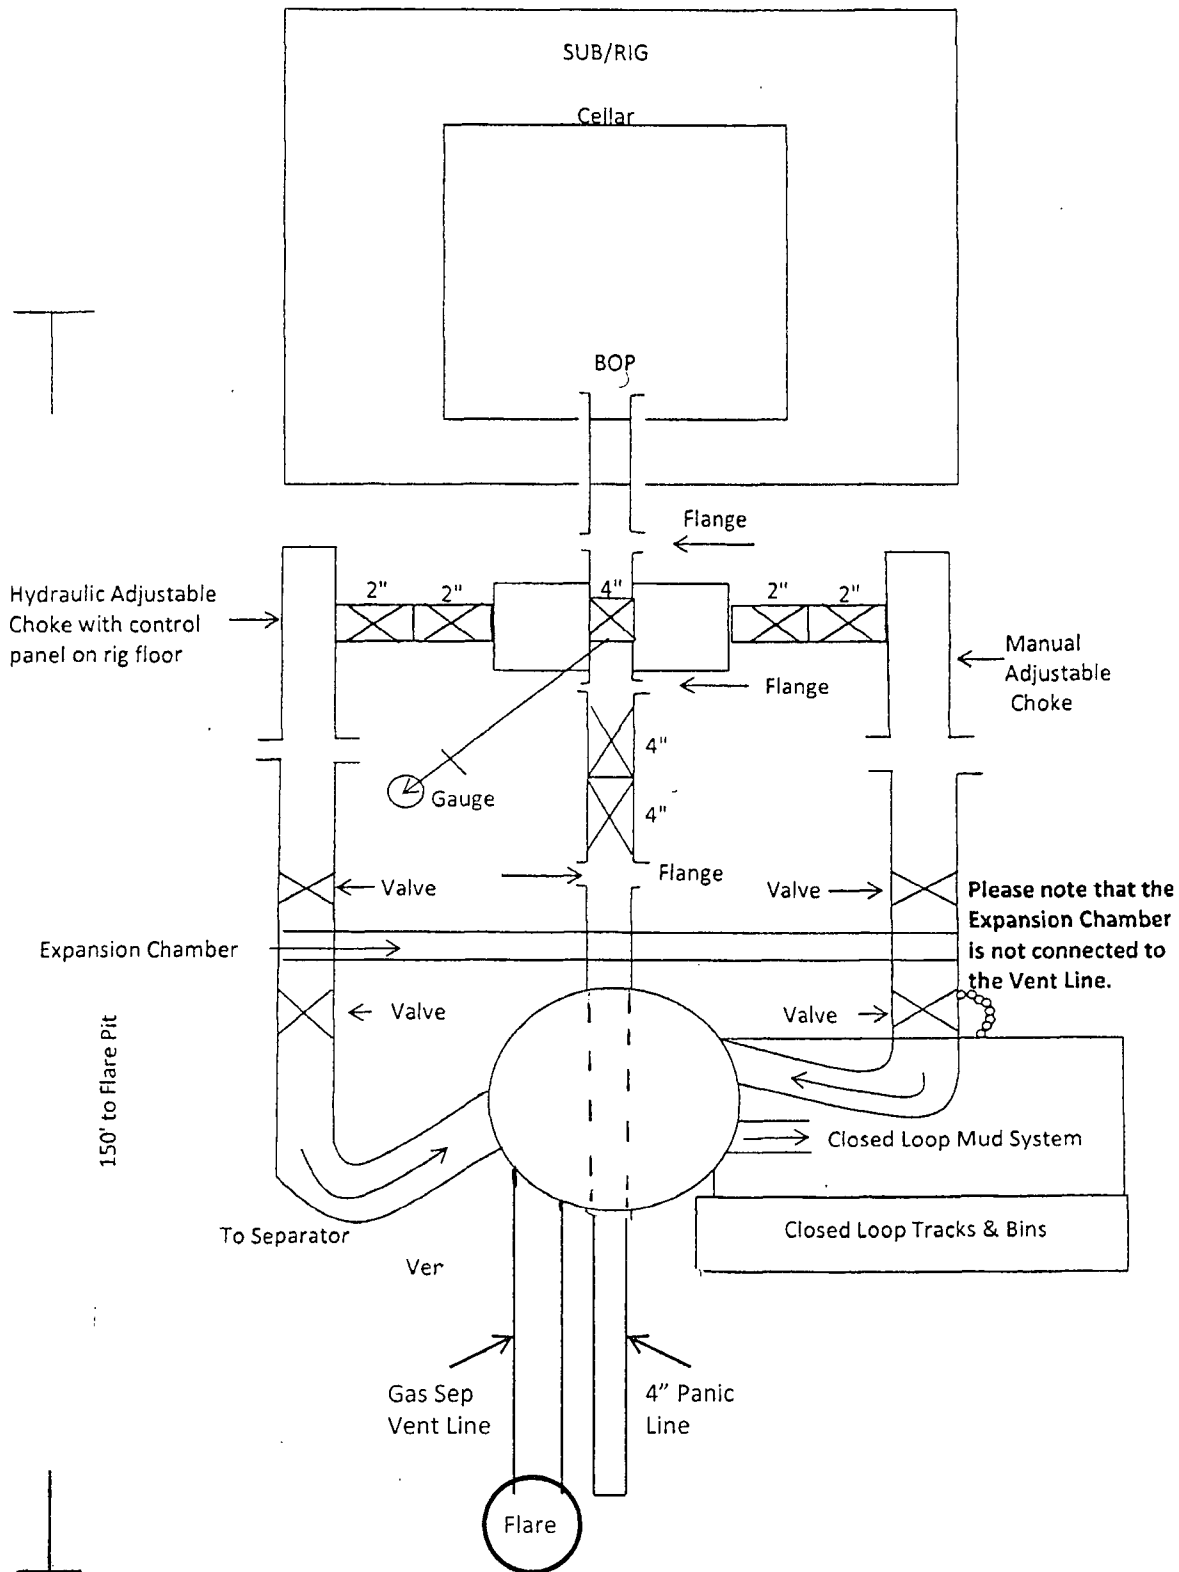 SUB/RIG
Cellar
BOP
Flange
2"
2"
4"
2"
2"
Hydraulic Adjustable
Choke with control
panel on rig floor
Manual
Adjustable
Choke
Flange
4"
Gauge
4"
Flange
Valve
Valve
Please note that the
Expansion Chamber
is not connected to
the Vent Line.
Expansion Chamber
Valve
Valve
150' to Flare Pit
Closed Loop Mud System
To Separator
Closed Loop Tracks & Bins
Ver
Gas Sep
Vent Line
4" Panic
Line
Flare